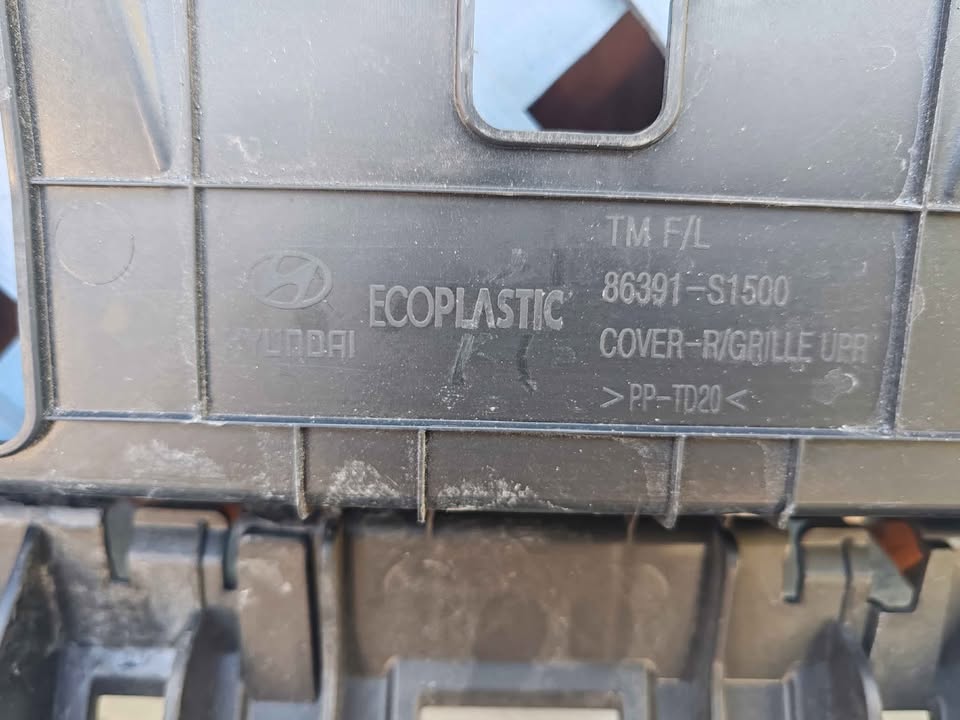 TM F/L
86391-S1500
ECOPLASTIC
HYUNDAI
COVER-R/GRILLE UPR
>PP-TD20<